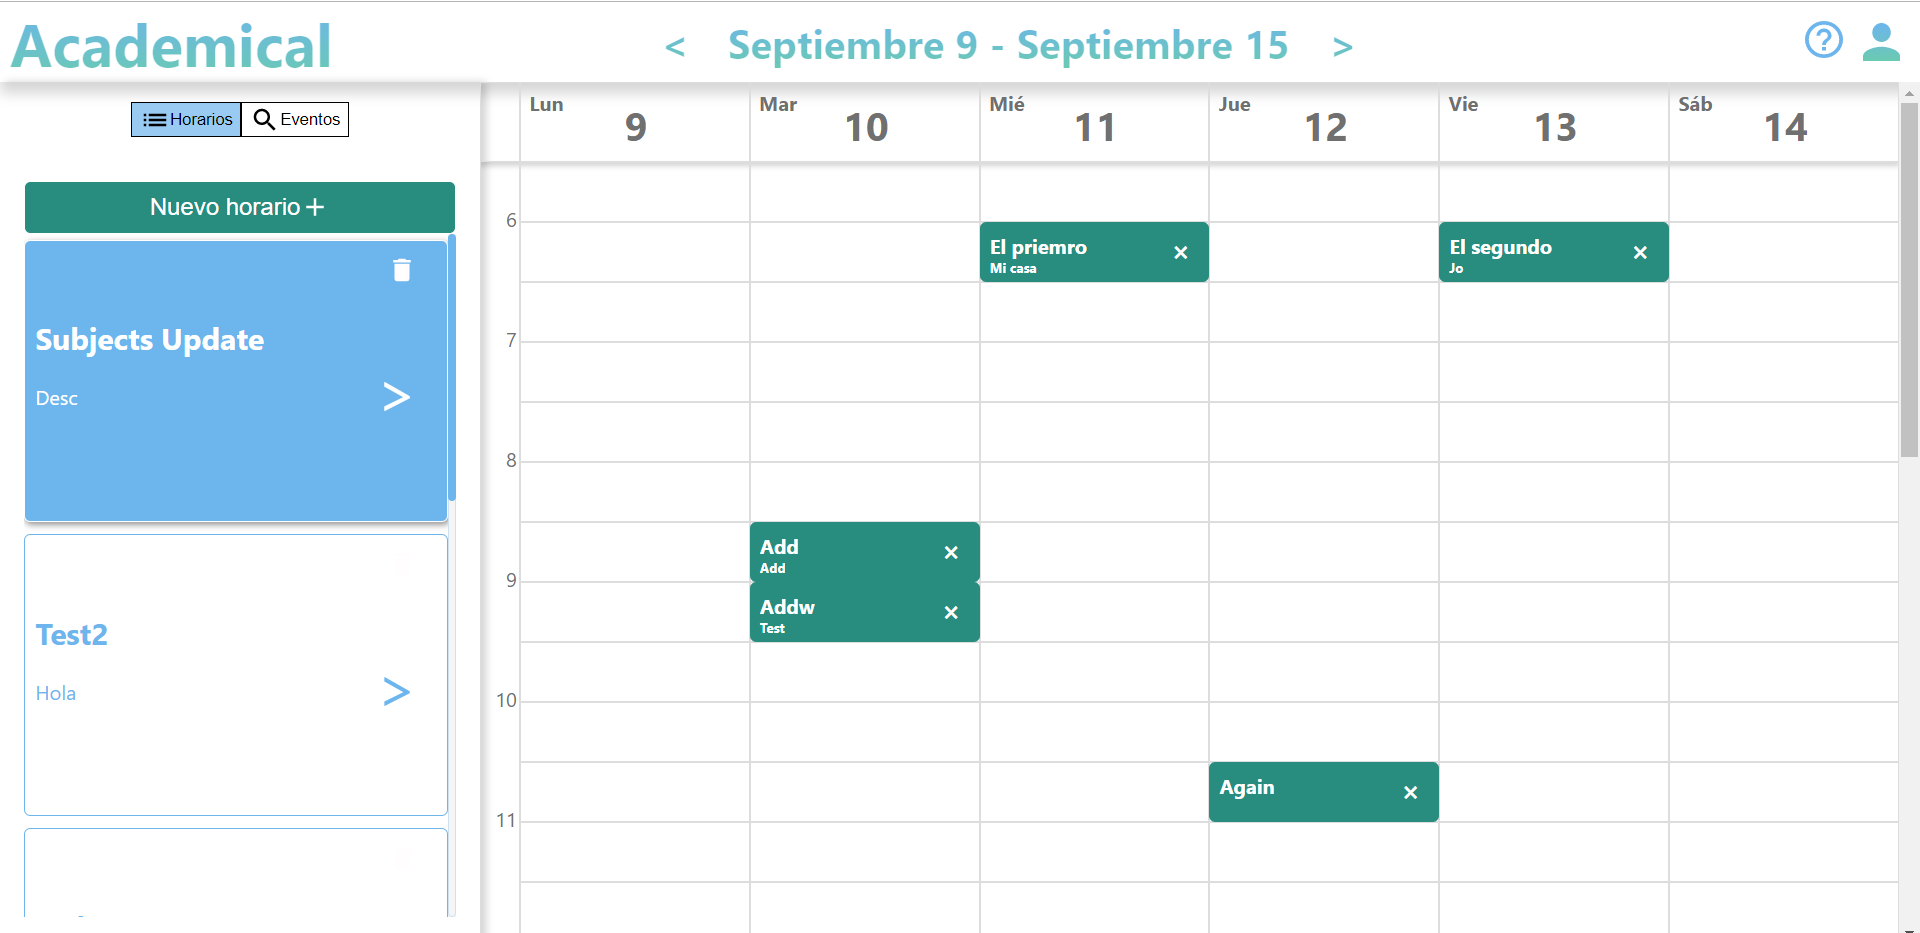 Academical
< Septiembre 9 - Septiembre 15 >
Horarios
Eventos
Nuevo horario +
Subjects Update
Desc
>
Test2
Hola
>
Lun
9
Mar
10
Mié
11
Jue
12
Vie
13
Sáb
14
6
El priemro
Mi casa
El segundo
Jo
7
8
Add
Add
9
Addw
Test
10
Again
11